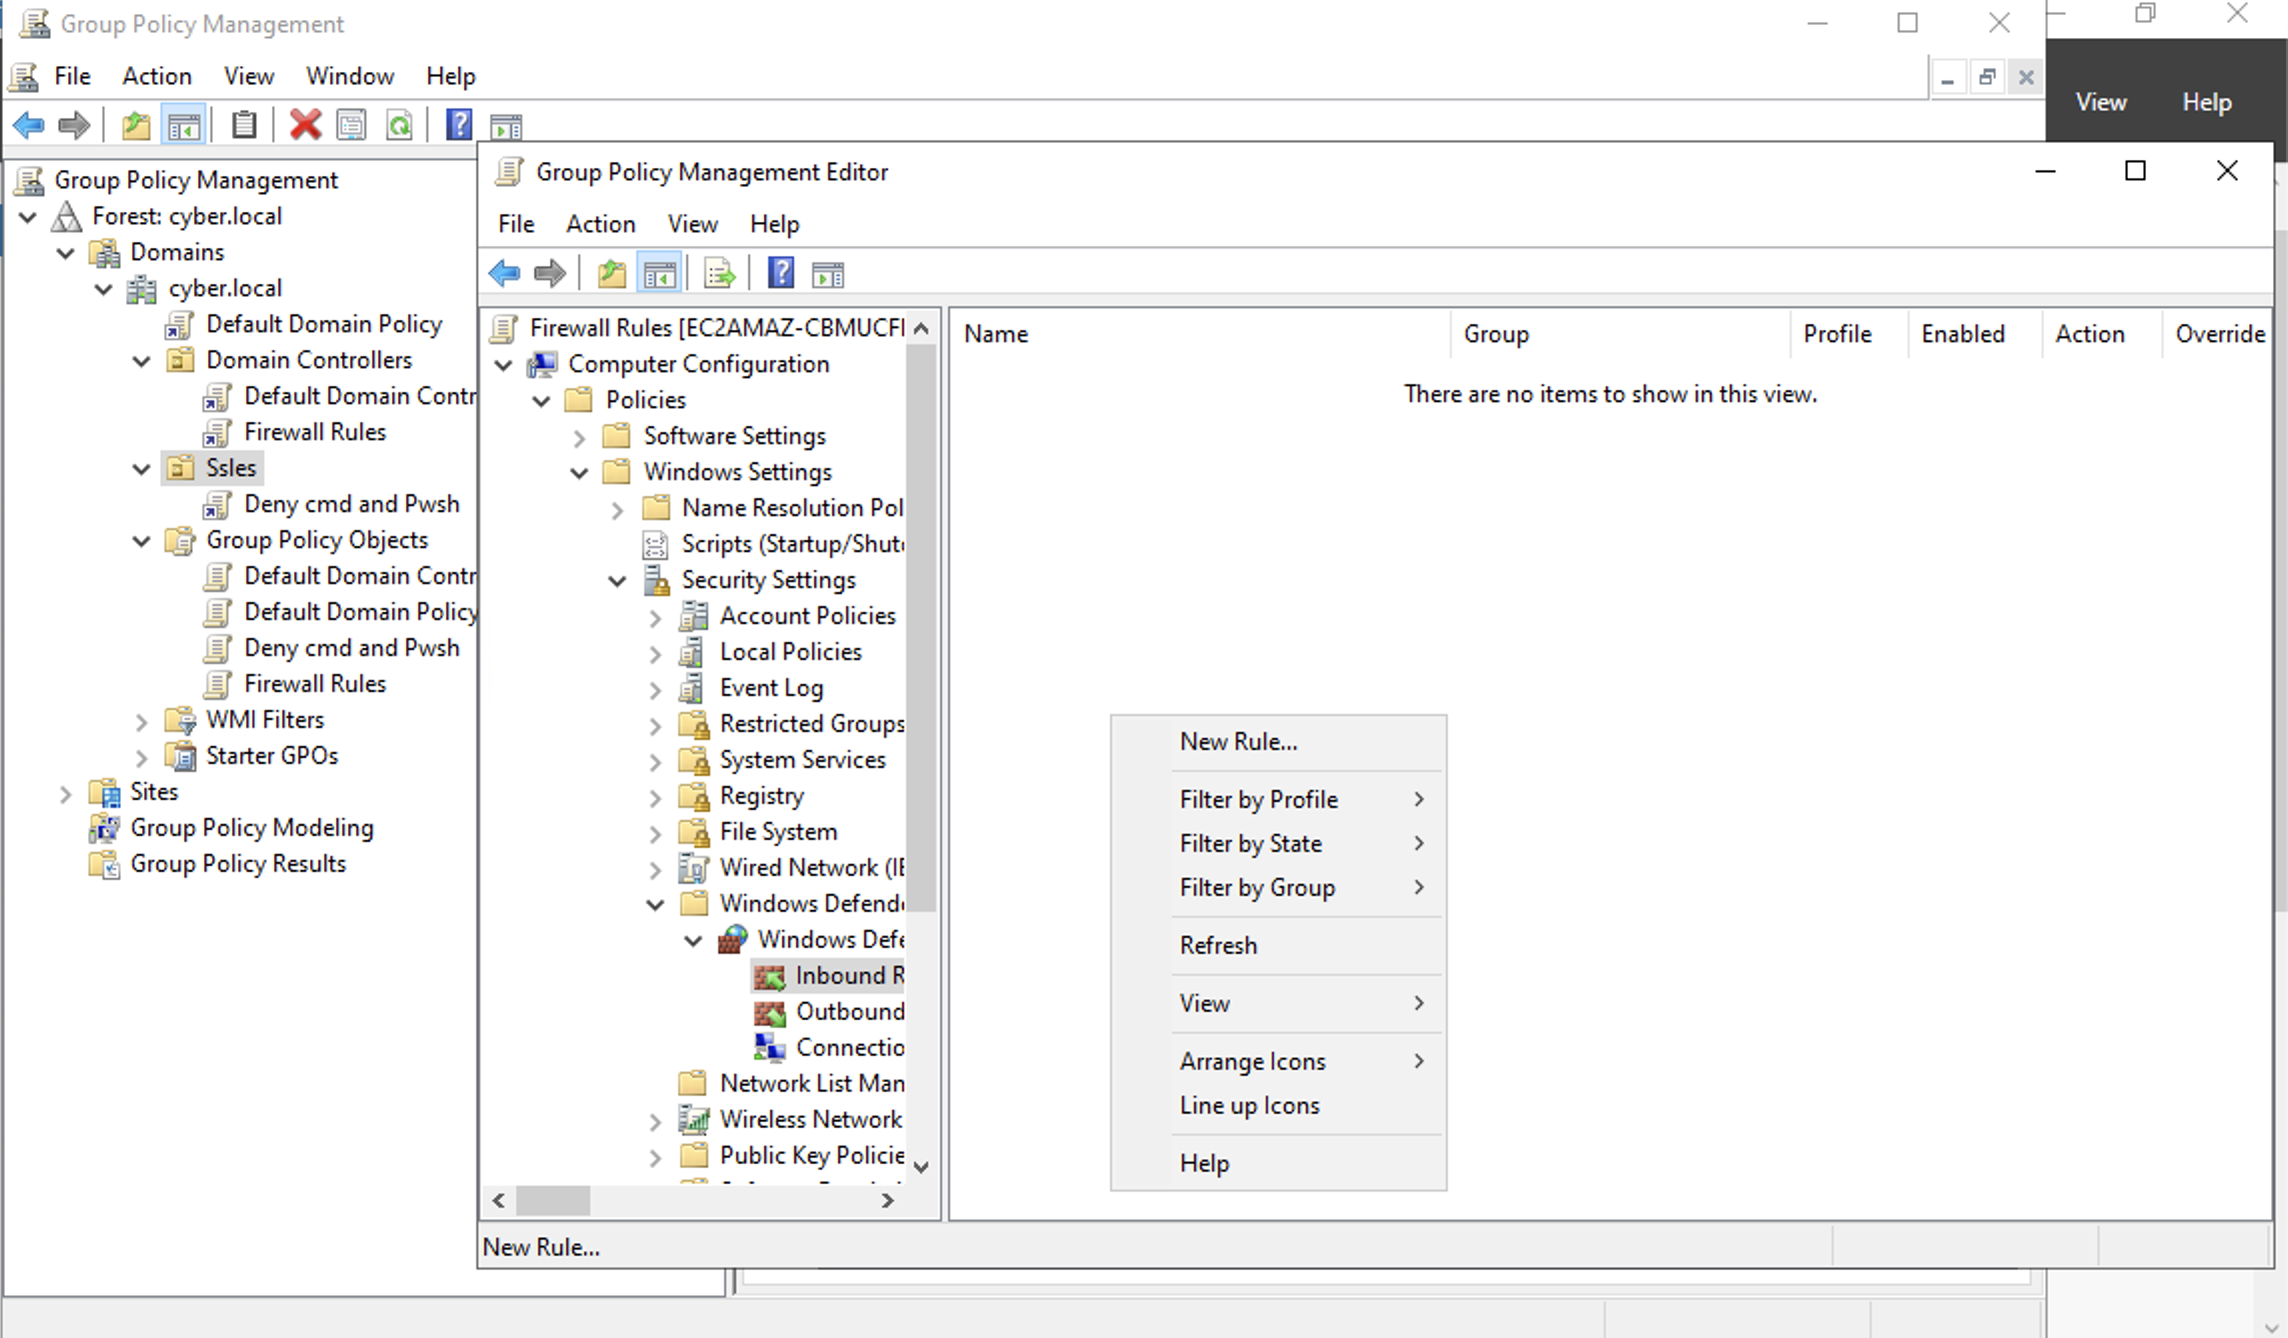 Group Policy Management
File Action View Window Help
View Help
Group Policy Management
Forest: cyber.local
Domains
cyber.local
Default Domain Policy
Domain Controllers
Default Domain Contr
Firewall Rules
Ssles
Deny cmd and Pwsh
Group Policy Objects
Default Domain Contr
Default Domain Policy
Deny cmd and Pwsh
Firewall Rules
WMI Filters
Starter GPOs
Sites
Group Policy Modeling
Group Policy Results
Group Policy Management Editor
File Action View Help
Firewall Rules [EC2AMAZ-CBMUCF
Computer Configuration
Policies
Software Settings
Windows Settings
Name Resolution Pol
Scripts (Startup/Shut
Security Settings
Account Policies
Local Policies
Event Log
Restricted Groups
System Services
Registry
File System
Wired Network (IE
Windows Defend
Windows Defe
Inbound R
Outbound
Connectio
Network List Man
Wireless Network
Public Key Policie
Name Group Profile Enabled Action Override
There are no items to show in this view.
New Rule...
Filter by Profile
Filter by State
Filter by Group
Refresh
View
Arrange Icons
Line up Icons
Help
New Rule...